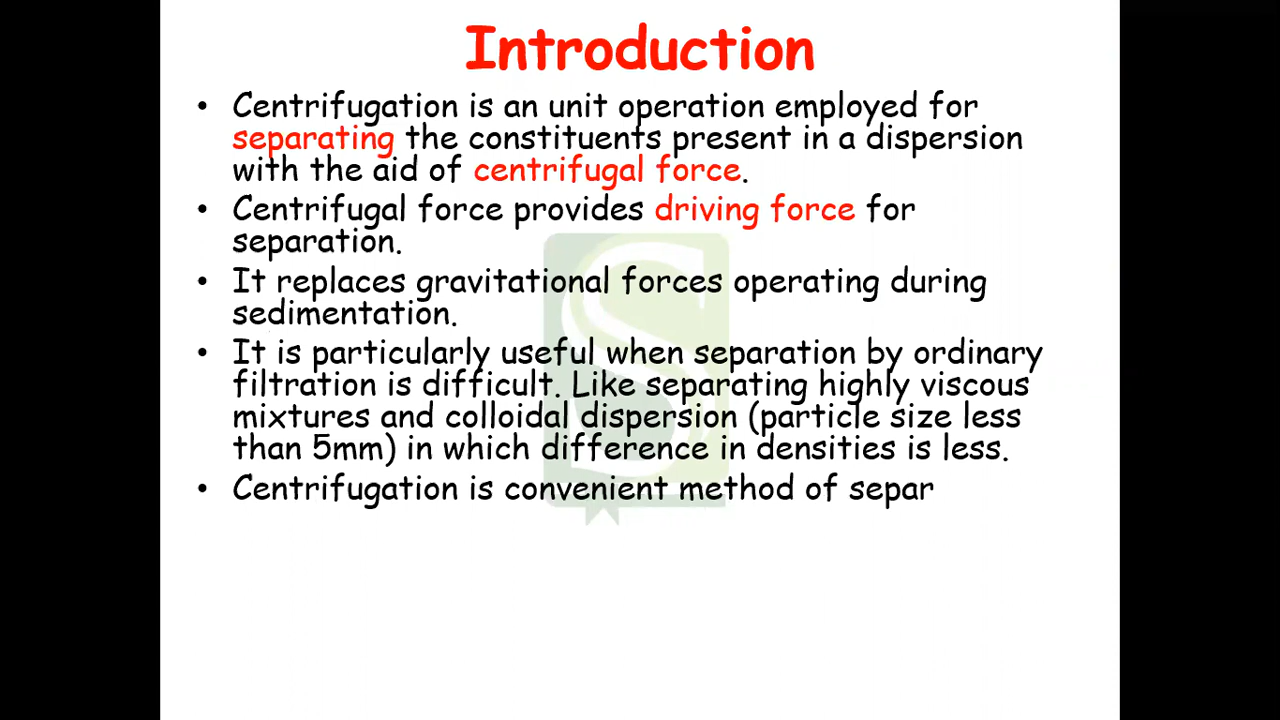 Introduction
• Centrifugation is an unit operation employed for
separating the constituents present in a dispersion
with the aid of centrifugal force.
• Centrifugal force provides driving force for
separation.
• It replaces gravitational forces operating during
sedimentation.
• It is particularly useful when separation by ordinary
filtration is difficult. Like separating highly viscous
mixtures and colloidal dispersion (particle size less
than 5mm) in which difference in densities is less.
• Centrifugation is convenient method of separ